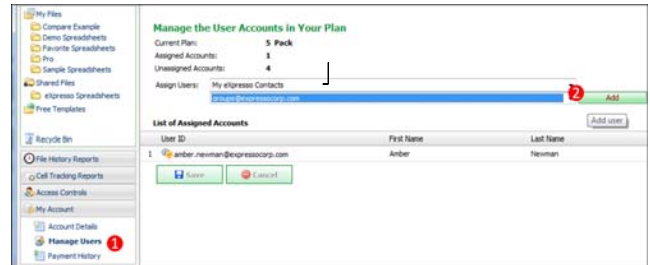 My Files
Compare Example
Demo Spreadsheets
Favorite Spreadsheets
Pro
Sample Spreadsheets
Shared Files
eXpresso Spreadsheets
Free Templates
Recycle Bin
File History Reports
Cell Tracking Reports
Access Controls
My Account
Account Details
Manage Users 1
Payment History
Manage the User Accounts in Your Plan
Current Plan: 5 Pack
Assigned Accounts: 1
Unassigned Accounts: 4
Assign Users: My eXpresso Contacts
groupe@expressocorp.com
2 Add
Add user
List of Assigned Accounts
User ID First Name Last Name
1 amber.newman@expressocorp.com Amber Newman
Save Cancel